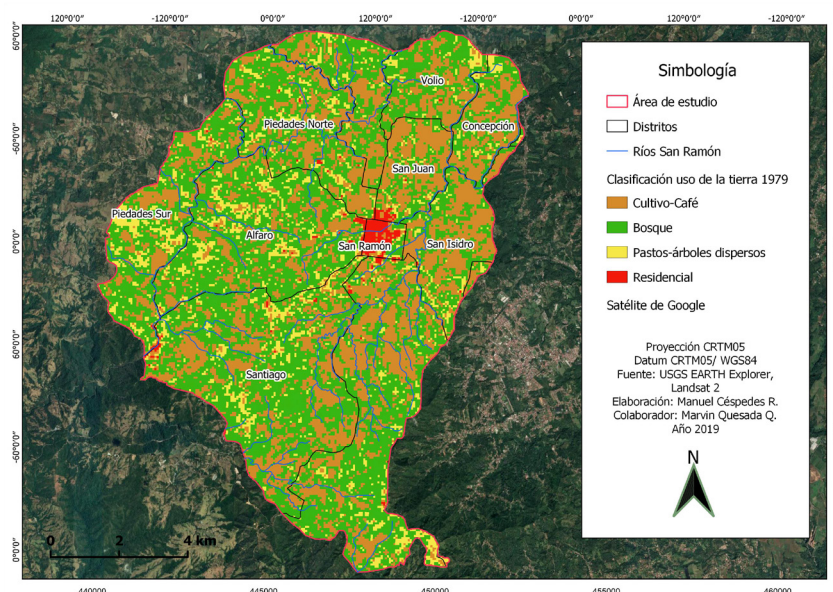 120°0'0" -120°0'0" 0°0'0" 120°0'0" -120°0'0" 0°0'0" 120°0'0" -120°0'0"
60°0'0"
-60°0'0"
0°0'0"
60°0'0"
-60°0'0"
0°0'0"
Volio
Piedades Norte
Concepción
San Juan
Piedades Sur
Alfaro
San Ramón
San Isidro
Santiago
0 2 4 km
440000 445000 450000 455000 460000
Simbología
Área de estudio
Distritos
Ríos San Ramón
Clasificación uso de la tierra 1979
Cultivo-Café
Bosque
Pastos-árboles dispersos
Residencial
Satélite de Google
Proyección CRTM05
Datum CRTM05/ WGS84
Fuente: USGS EARTH Explorer,
Landsat 2
Elaboración: Manuel Céspedes R.
Colaborador: Marvin Quesada Q.
Año 2019
N